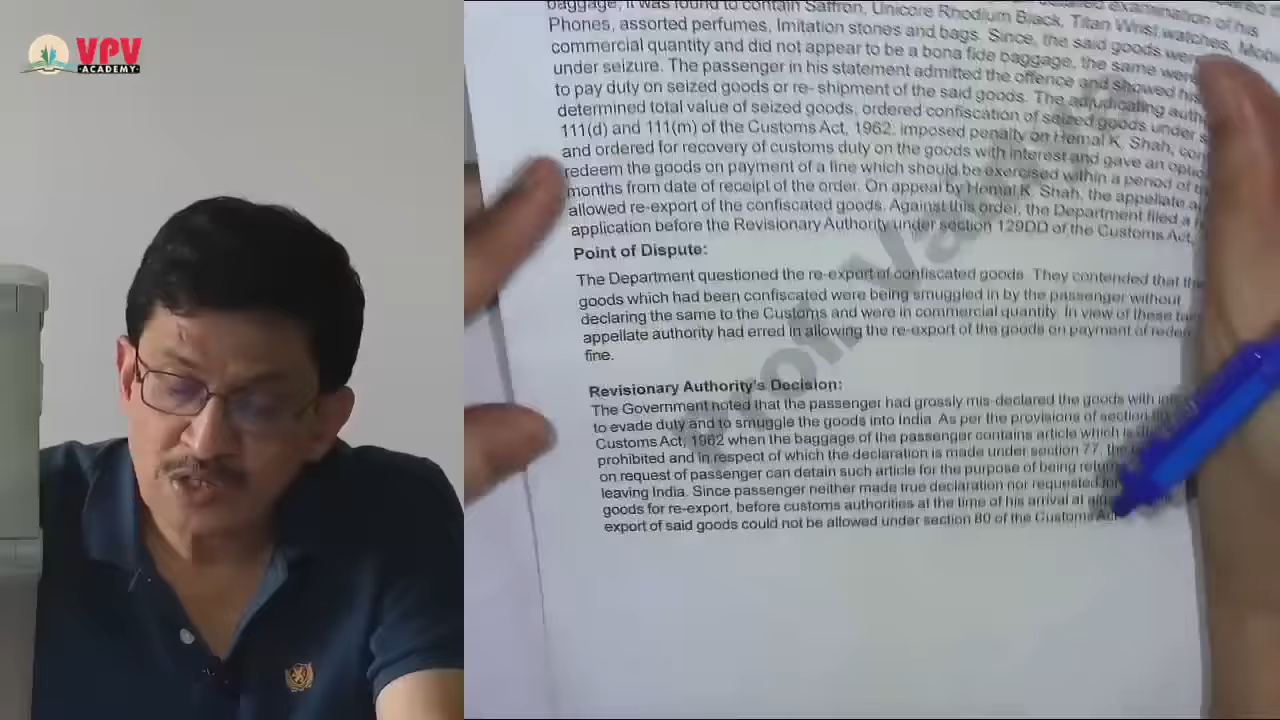 VPV
ACADEMY
baggage, it was found to contain Saffron, Unicore Rhodium Black, Titan Wrist watches, Mobile
examination of his
Phones, assorted perfumes, Imitation stones and bags. Since, the said goods were
commercial quantity and did not appear to be a bona fide baggage, the same were
under seizure. The passenger in his statement admitted the offence and showed his
to pay duty on seized goods or re- shipment of the said goods. The adjudicating auth
determined total value of seized goods, ordered confiscation of seized goods under s
111(d) and 111(m) of the Customs Act, 1962; imposed penalty on Hemal K. Shah, con
and ordered for recovery of customs duty on the goods with interest and gave an optio
redeem the goods on payment of a fine which should be exercised within a period of t
months from date of receipt of the order. On appeal by Hemal K. Shah, the appellate a
allowed re-export of the confiscated goods. Against this order, the Department filed a r
application before the Revisionary Authority under section 129DD of the Customs Act,
Point of Dispute:
The Department questioned the re-export of confiscated goods. They contended that the
goods which had been confiscated were being smuggled in by the passenger without
declaring the same to the Customs and were in commercial quantity. In view of these
appellate authority had erred in allowing the re-export of the goods on payment of redem
fine.
Revisionary Authority's Decision:
The Government noted that the passenger had grossly mis-declared the goods with int
to evade duty and to smuggle the goods into India. As per the provisions of section
Customs Act, 1962 when the baggage of the passenger contains article which is
prohibited and in respect of which the declaration is made under section 77, the
on request of passenger can detain such article for the purpose of being
leaving India. Since passenger neither made true declaration nor requested for
goods for re-export, before customs authorities at the time of his arrival at
export of said goods could not be allowed under section 80 of the Customs Act